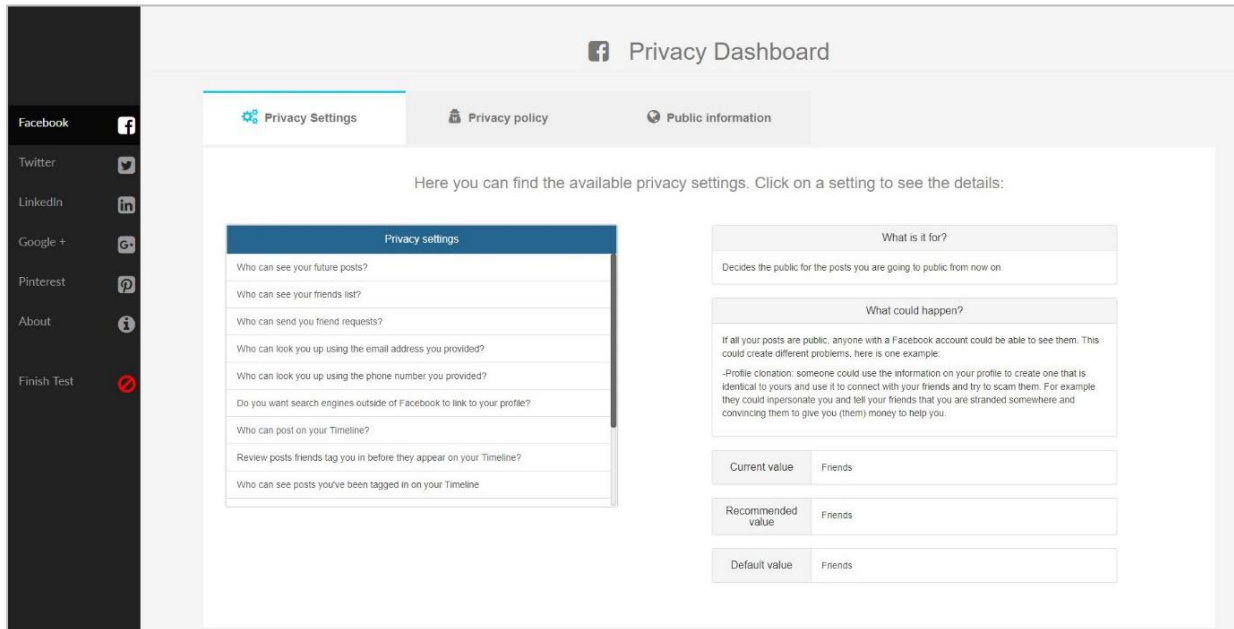 Privacy Dashboard
Facebook
Twitter
LinkedIn
Google +
Pinterest
About
Finish Test
Privacy Settings
Privacy policy
Public information
Here you can find the available privacy settings. Click on a setting to see the details:
Privacy settings
Who can see your future posts?
Who can see your friends list?
Who can send you friend requests?
Who can look you up using the email address you provided?
Who can look you up using the phone number you provided?
Do you want search engines outside of Facebook to link to your profile?
Who can post on your Timeline?
Review posts friends tag you in before they appear on your Timeline?
Who can see posts you've been tagged in on your Timeline
What is it for?
Decides the public for the posts you are going to public from now on
What could happen?
If all your posts are public, anyone with a Facebook account could be able to see them. This
could create different problems, here is one example:
-Profile clonation: someone could use the information on your profile to create one that is
identical to yours and use it to connect with your friends and try to scam them. For example
they could inpersonate you and tell your friends that you are stranded somewhere and
convincing them to give you (them) money to help you.
Current value
Friends
Recommended
value
Friends
Default value
Friends